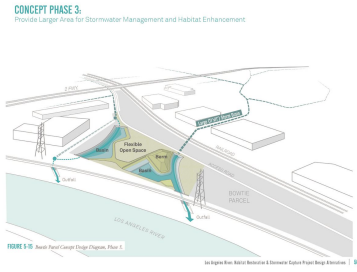 CONCEPT PHASE 3:
Provide Larger Area for Stormwater Management and Habitat Enhancement
Basin
Flexible
Open Space
Berm
Basin
RAIL ROAD
BOWTIE
PARCEL
Outfall
Outfall
LOS ANGELES RIVER
FIGURE 5-15 Bowtie Parcel Concept Design Diagram, Phase 3.
Los Angeles River, Habitat Restoration & Stormwater Capture Project Design Alternatives |